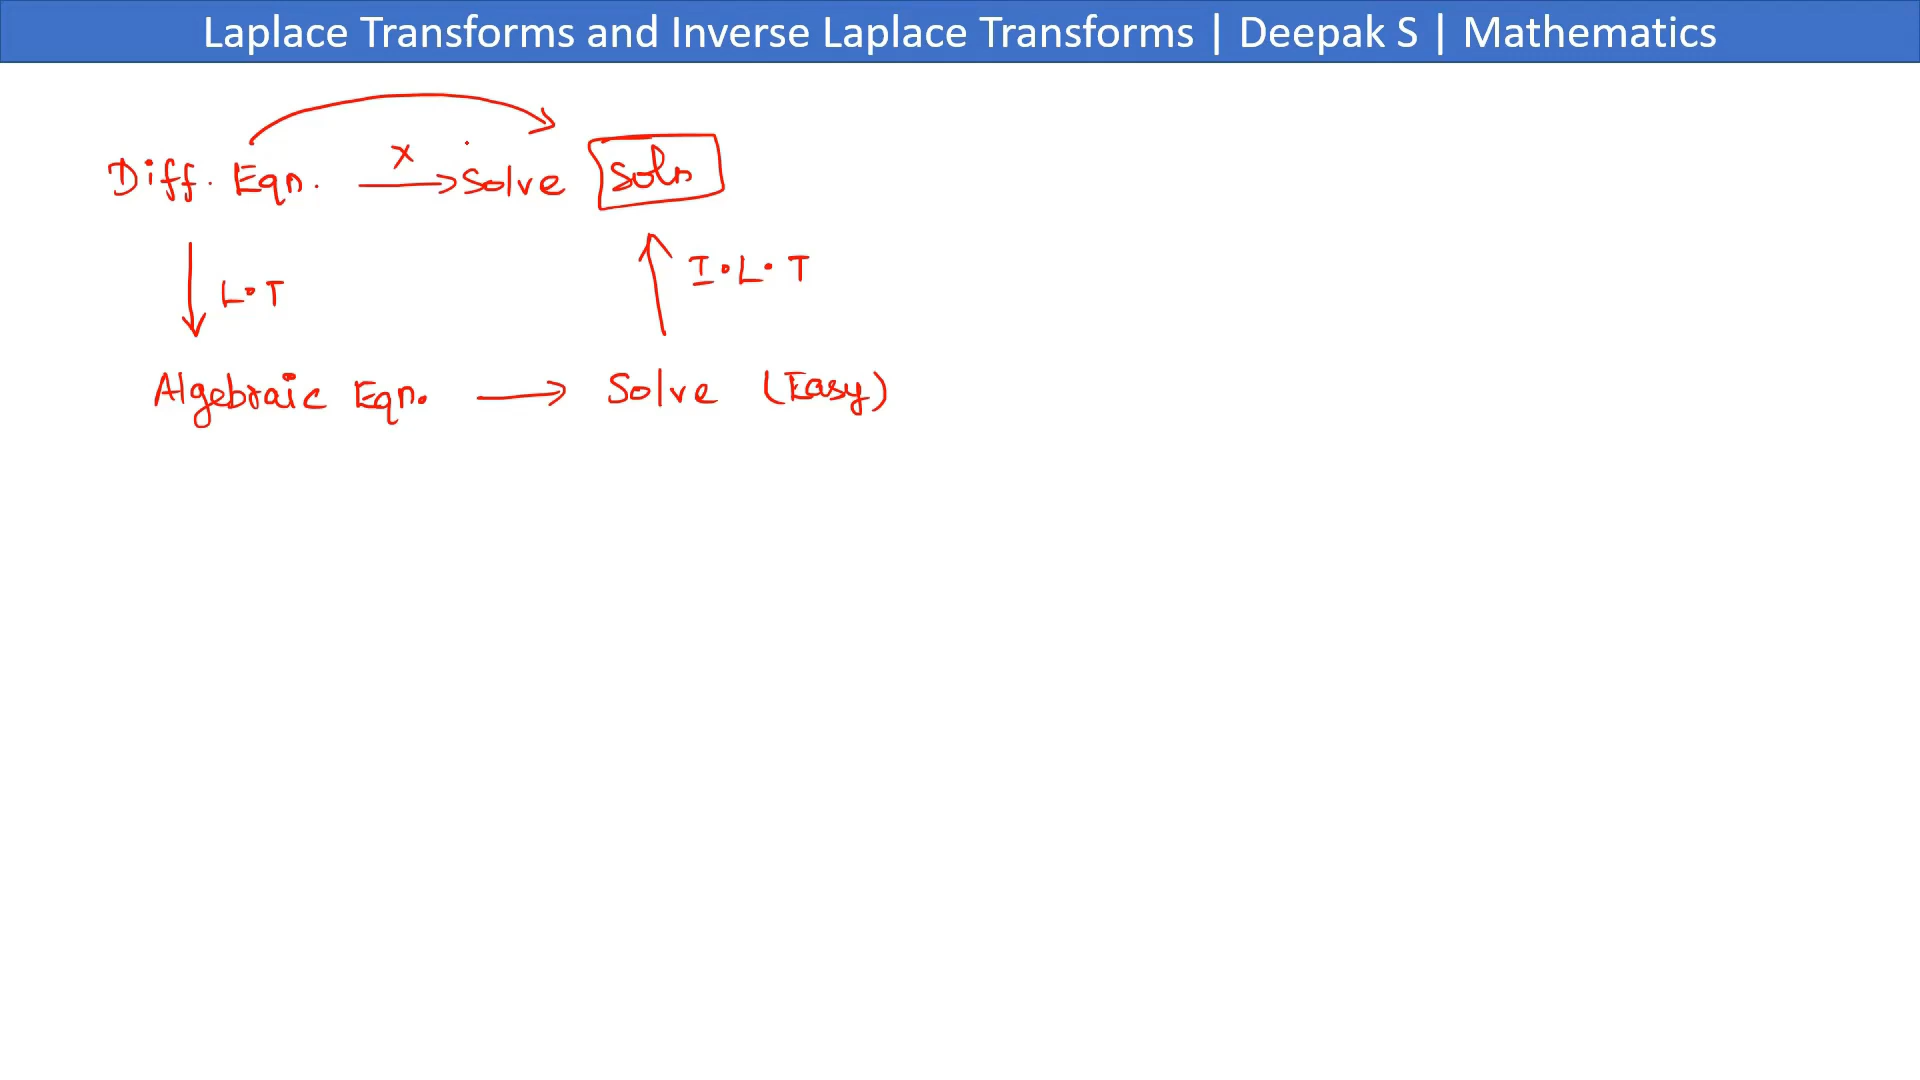 Laplace Transforms and Inverse Laplace Transforms | Deepak S | Mathematics
Diff. Eqn. x Solve Soln
L.T I.L.T
Algebraic Eqn. Solve (Easy)